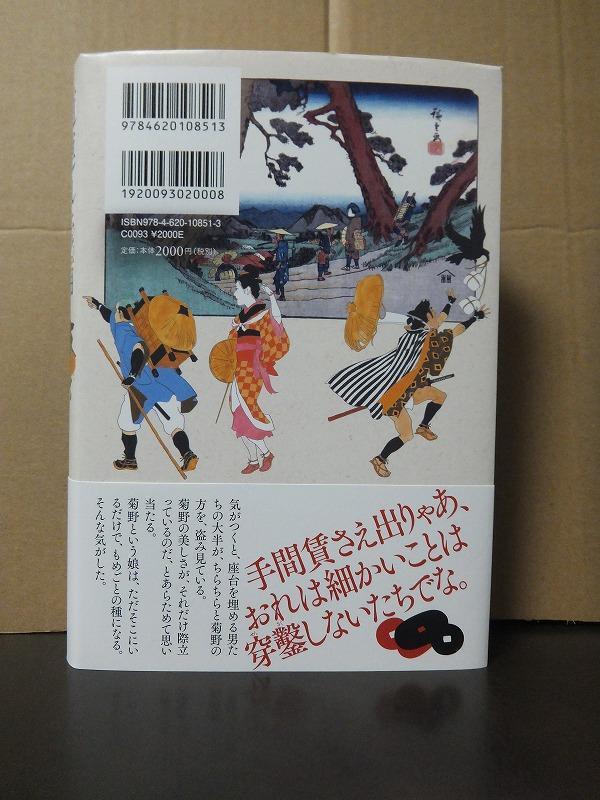 9784620108513
1920093020008
ISBN978-4-620-10851-3
C0093 ¥2000E
定価:本体2000円(税別)
手間賃さえ出りゃあ、
おれは細かいことは
穿鑿しないたちでな。
気がつくと、座台を埋める男た
ちの大半が、ちらちらと菊野の
方を、盗み見ている。
菊野の美しさが、それだけ際立
っているのだ、とあらためて思い
当たる。
菊野という娘は、ただそこにい
るだけで、もめごとの種になる。
そんな気がした。